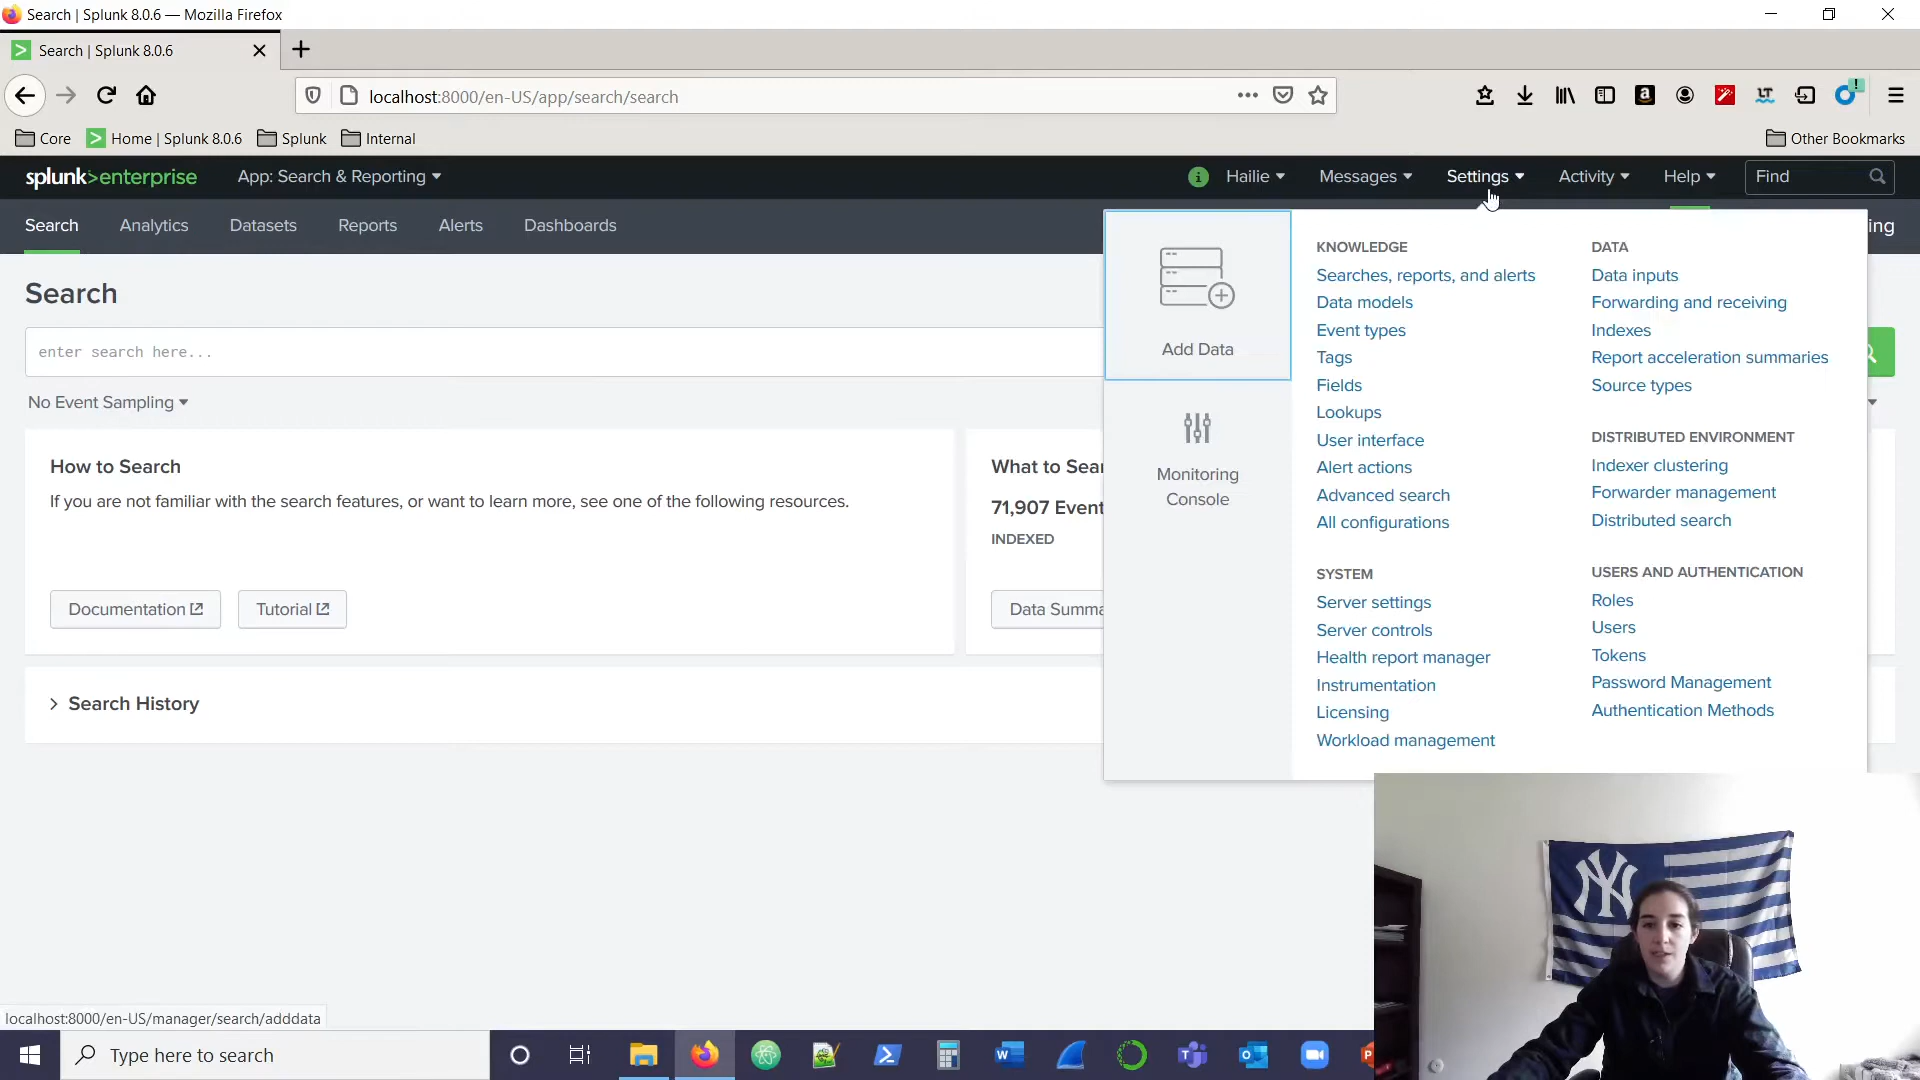 Search | Splunk 8.0.6 — Mozilla Firefox
Search | Splunk 8.0.6
localhost:8000/en-US/app/search/search
Core
Home | Splunk 8.0.6
Splunk
Internal
Other Bookmarks
splunk>enterprise
App: Search & Reporting
Hailie
Messages
Settings
Activity
Help
Find
Search
Analytics
Datasets
Reports
Alerts
Dashboards
ing
Search
enter search here...
No Event Sampling
How to Search
If you are not familiar with the search features, or want to learn more, see one of the following resources.
Documentation
Tutorial
What to Sear
71,907 Event
INDEXED
Data Summa
Search History
Add Data
Monitoring
Console
KNOWLEDGE
Searches, reports, and alerts
Data models
Event types
Tags
Fields
Lookups
User interface
Alert actions
Advanced search
All configurations
SYSTEM
Server settings
Server controls
Health report manager
Instrumentation
Licensing
Workload management
DATA
Data inputs
Forwarding and receiving
Indexes
Report acceleration summaries
Source types
DISTRIBUTED ENVIRONMENT
Indexer clustering
Forwarder management
Distributed search
USERS AND AUTHENTICATION
Roles
Users
Tokens
Password Management
Authentication Methods
NY
localhost:8000/en-US/manager/search/adddata
Type here to search